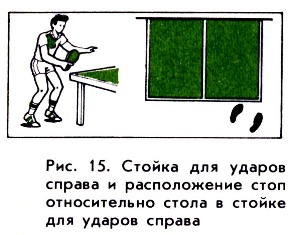 Рис. 15. Стойка для ударов
справа и расположение стоп
относительно стола в стойке
для ударов справа